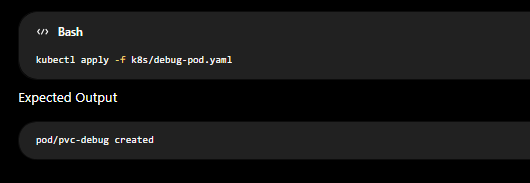 Bash
kubectl apply -f k8s/debug-pod.yaml
Expected Output
pod/pvc-debug created